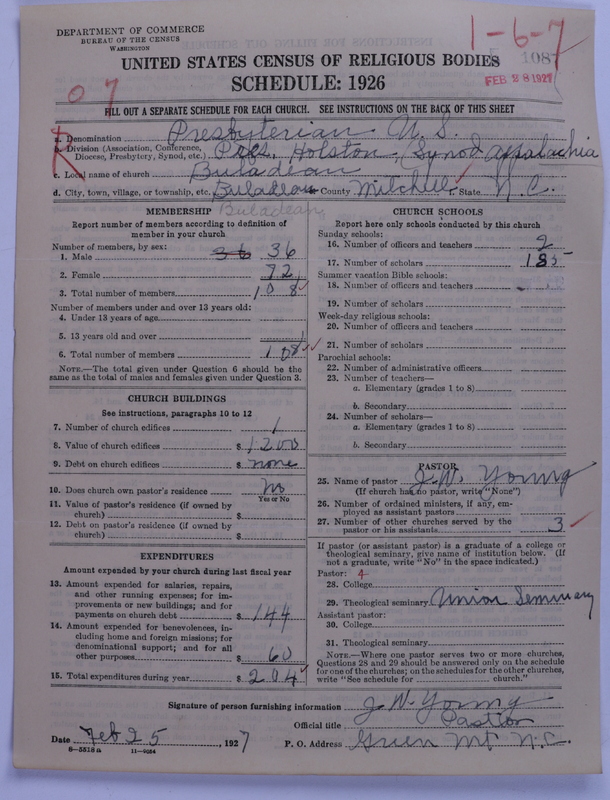 DEPARTMENT OF COMMERCE
BUREAU OF THE CENSUS
WASHINGTON
1-6-7
1087
UNITED STATES CENSUS OF RELIGIOUS BODIES
SCHEDULE: 1926
FEB 28 1927
0 7
FILL OUT A SEPARATE SCHEDULE FOR EACH CHURCH. SEE INSTRUCTIONS ON THE BACK OF THIS SHEET
a. Denomination Presbyterian U. S.
b. Division (Association, Conference, Diocese, Presbytery, Synod, etc.) Pres. Holston (Synod Appalachia
c. Local name of church Buladean
d. City, town, village, or township, etc. Buladean County Mitchell State N. C.
Buladean
MEMBERSHIP
Report number of members according to definition of
member in your church
Number of members, by sex:
1. Male 36 36
2. Female 72
3. Total number of members 108
Number of members under and over 13 years old:
4. Under 13 years of age
5. 13 years old and over
6. Total number of members 108
NOTE.—The total given under Question 6 should be the
same as the total of males and females given under Question 3.
CHURCH BUILDINGS
See instructions, paragraphs 10 to 12
7. Number of church edifices 1
8. Value of church edifices $ 1200
9. Debt on church edifices $ none
10. Does church own pastor's residence No
Yes or No
11. Value of pastor's residence (if owned by
church) $
12. Debt on pastor's residence (if owned by
church) $
EXPENDITURES
Amount expended by your church during last fiscal year
13. Amount expended for salaries, repairs,
and other running expenses; for im-
provements or new buildings; and for
payments on church debt $ 144
14. Amount expended for benevolences, in-
cluding home and foreign missions; for
denominational support; and for all
other purposes $ 60
15. Total expenditures during year $ 204
CHURCH SCHOOLS
Report here only schools conducted by this church
Sunday schools:
16. Number of officers and teachers 2
17. Number of scholars 185
Summer vacation Bible schools:
18. Number of officers and teachers
19. Number of scholars
Week-day religious schools:
20. Number of officers and teachers
21. Number of scholars
Parochial schools:
22. Number of administrative officers
23. Number of teachers—
a. Elementary (grades 1 to 8)
b. Secondary
24. Number of scholars—
a. Elementary (grades 1 to 8)
b. Secondary
PASTOR
25. Name of pastor J. W. Young
(If church has no pastor, write "None")
26. Number of ordained ministers, if any, em-
ployed as assistant pastors
27. Number of other churches served by the
pastor or his assistants 3
If pastor (or assistant pastor) is a graduate of a college or
theological seminary, give name of institution below. (If
not a graduate, write "No" in the space indicated.)
Pastor: 4
28. College
29. Theological seminary Union Seminary
Assistant pastor:
30. College
31. Theological seminary
NOTE.—Where one pastor serves two or more churches,
Questions 28 and 29 should be answered only on the schedule
for one of the churches; on the schedules for the other churches,
write "See schedule for church."
Signature of person furnishing information J. W. Young
Official title Pastor
Date Feb 25, 1927 P. O. Address Green Mt N. C.
8-5518a 11-9084